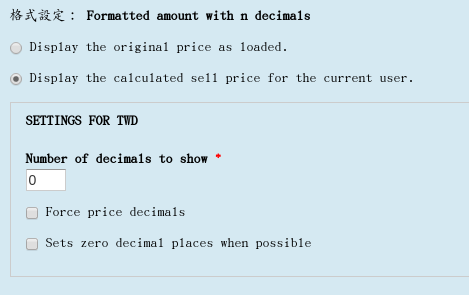 格式設定： Formatted amount with n decimals
Display the original price as loaded.
Display the calculated sell price for the current user.
SETTINGS FOR TWD
Number of decimals to show *
0
Force price decimals
Sets zero decimal places when possible